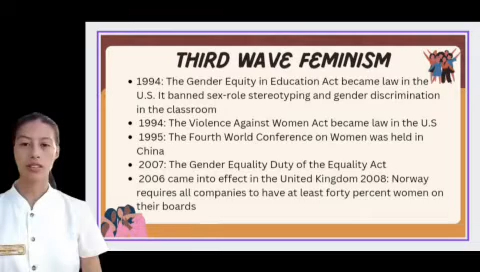 THIRD WAVE FEMINISM
• 1994: The Gender Equity in Education Act became law in the
U.S. It banned sex-role stereotyping and gender discrimination
in the classroom
• 1994: The Violence Against Women Act became law in the U.S
• 1995: The Fourth World Conference on Women was held in
China
• 2007: The Gender Equality Duty of the Equality Act
• 2006 came into effect in the United Kingdom 2008: Norway
requires all companies to have at least forty percent women on
their boards